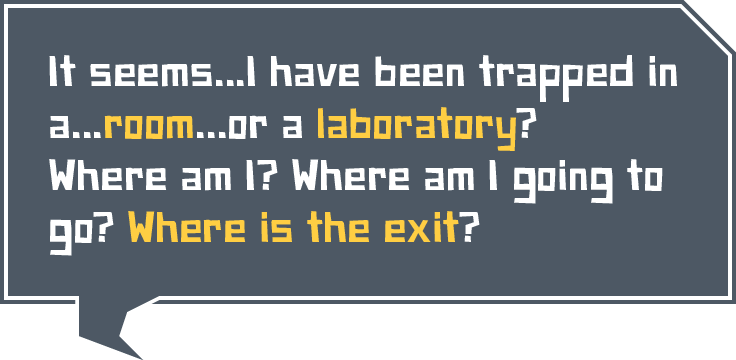 It seems...I have been trapped in
a...room...or a laboratory?
Where am I? Where am I going to
go? Where is the exit?